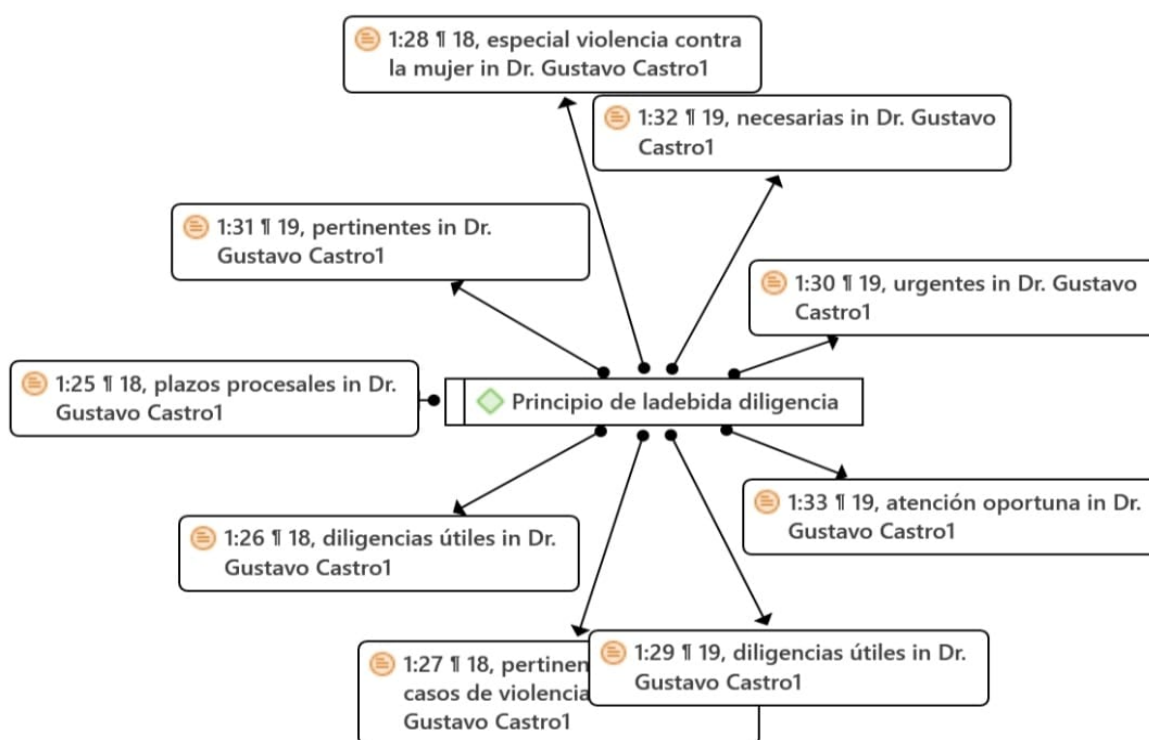 1:28 ¶ 18, especial violencia contra
la mujer in Dr. Gustavo Castro1
1:32 ¶ 19, necesarias in Dr. Gustavo
Castro1
1:31 ¶ 19, pertinentes in Dr.
Gustavo Castro1
1:30 ¶ 19, urgentes in Dr. Gustavo
Castro1
1:25 ¶ 18, plazos procesales in Dr.
Gustavo Castro1
Principio de ladebida diligencia
1:33 ¶ 19, atención oportuna in Dr.
Gustavo Castro1
1:26 ¶ 18, diligencias útiles in Dr.
Gustavo Castro1
1:27 ¶ 18,
casos de violencia
Gustavo Castro1
1:29 ¶ 19, diligencias útiles in Dr.
Gustavo Castro1